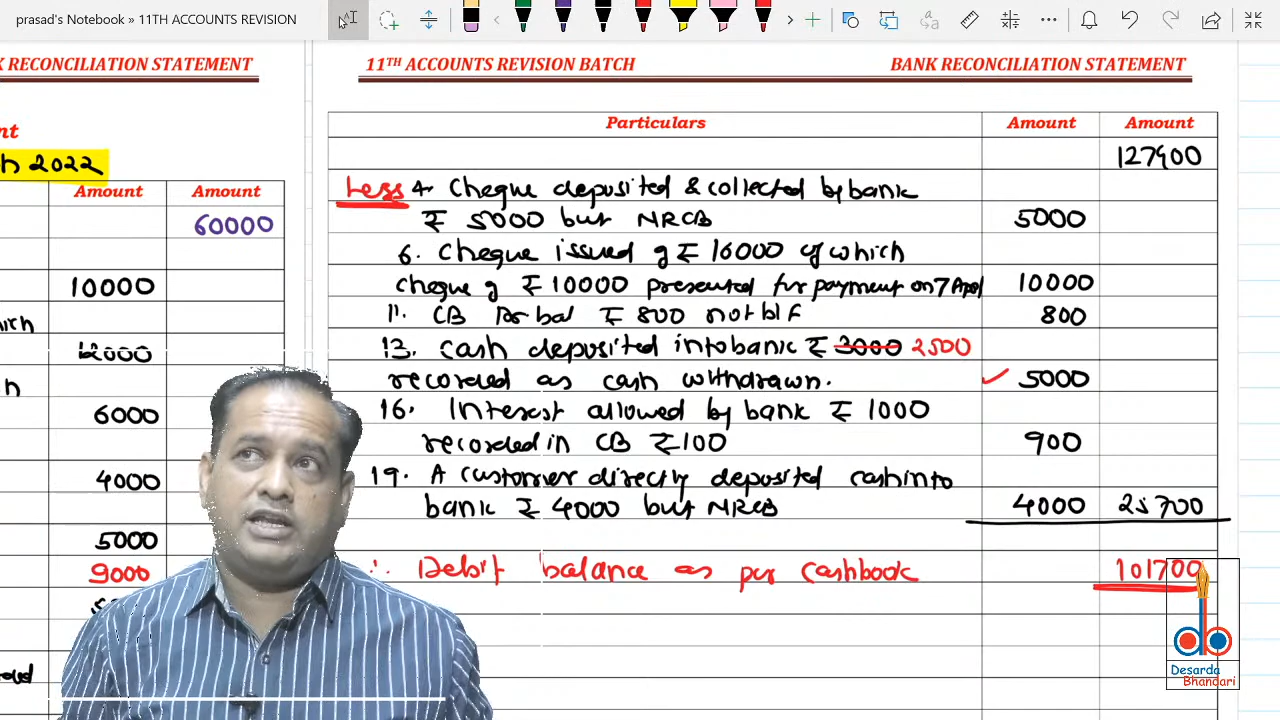 prasad's Notebook » 11TH ACCOUNTS REVISION
K RECONCILIATION STATEMENT
11TH ACCOUNTS REVISION BATCH BANK RECONCILIATION STATEMENT
nt
h 2022
Amount Amount
60000
10000
hich
12000
h
6000
4000
5000
9000
Particulars Amount Amount
127400
Less 4. Cheque deposited & collected by bank
₹ 5000 but NRCB 5000
6. Cheque issued of ₹ 16000 of which
cheque of ₹ 10000 presented for payment on 7 April 10000
11. CB Dr bal ₹ 800 not b/f 800
13. Cash deposited into bank ₹ 3000 2500
recorded as cash withdrawn. ✓ 5000
16. Interest allowed by bank ₹ 1000
recorded in CB ₹100 900
19. A customer directly deposited cash into
bank ₹ 4000 but NRCB 4000 25700
∴ Debit balance as per cashbook 101700
Desarda
Bhandari